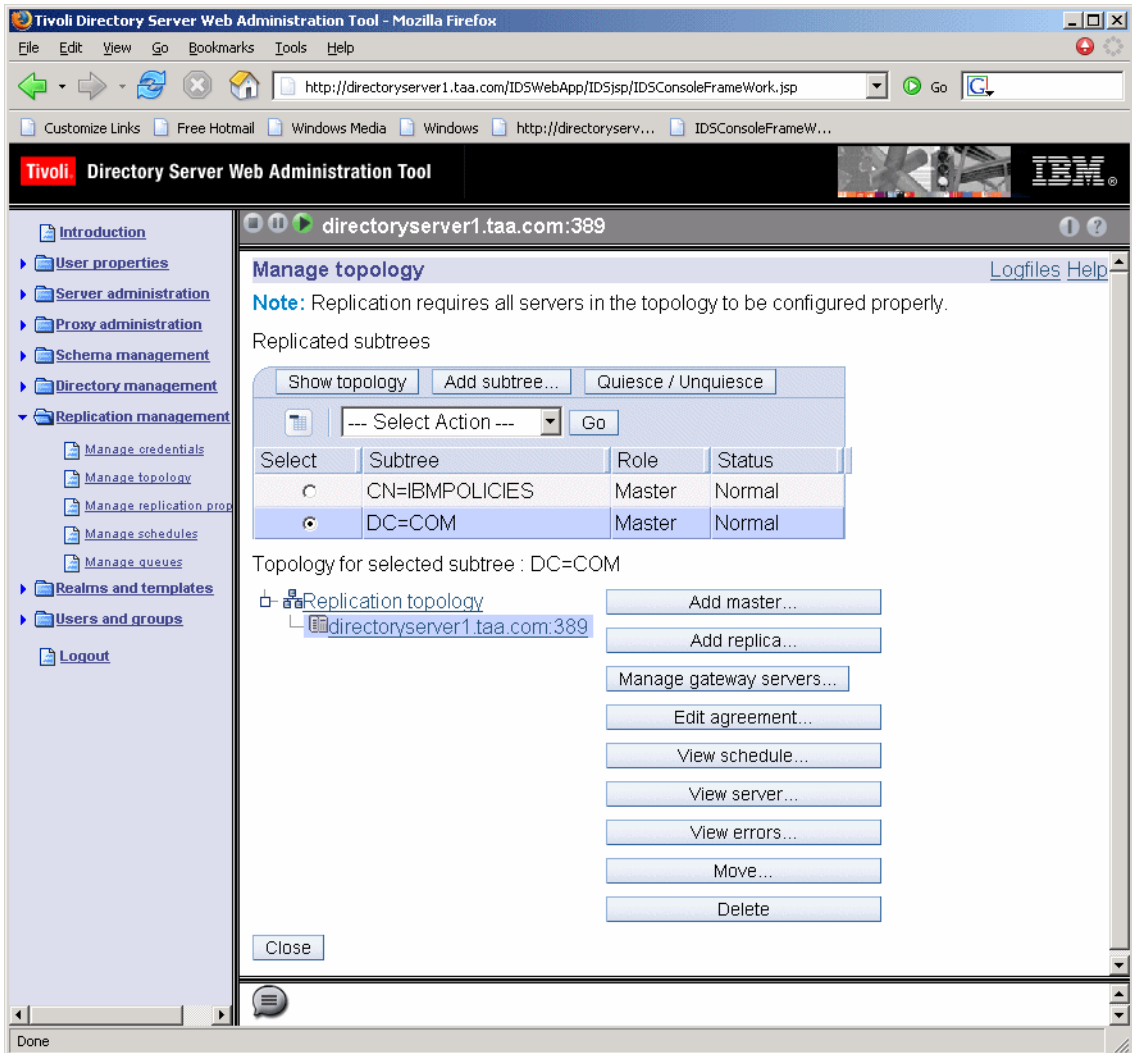 Tivoli Directory Server Web Administration Tool - Mozilla Firefox
File Edit View Go Bookmarks Tools Help
http://directoryserver1.taa.com/IDSWebApp/IDSjsp/IDSConsoleFrameWork.jsp Go G
Customize Links Free Hotmail Windows Media Windows http://directoryserv... IDSConsoleFrameW...
Tivoli. Directory Server Web Administration Tool IBM®
Introduction
User properties
Server administration
Proxy administration
Schema management
Directory management
Replication management
Manage credentials
Manage topology
Manage replication prop
Manage schedules
Manage queues
Realms and templates
Users and groups
Logout
directoryserver1.taa.com:389 ?
Manage topology Logfiles Help
Note: Replication requires all servers in the topology to be configured properly.
Replicated subtrees
Show topology Add subtree... Quiesce / Unquiesce
--- Select Action --- Go
Select Subtree Role Status
CN=IBMPOLICIES Master Normal
DC=COM Master Normal
Topology for selected subtree : DC=COM
Replication topology
directoryserver1.taa.com:389
Add master...
Add replica...
Manage gateway servers...
Edit agreement...
View schedule...
View server...
View errors...
Move...
Delete
Close
Done